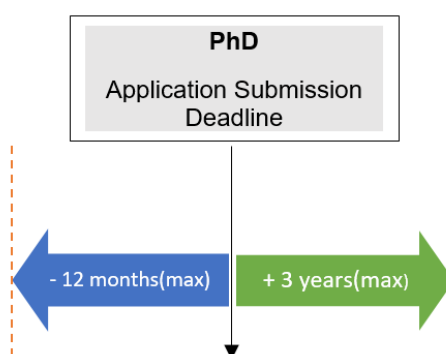 PhD
Application Submission
Deadline
- 12 months(max)
+ 3 years(max)